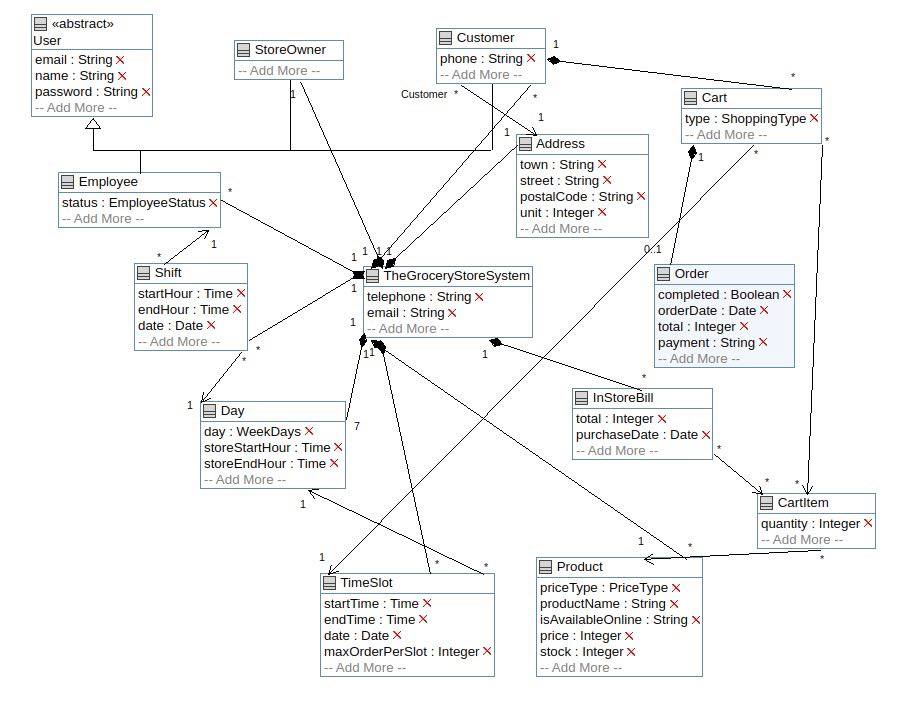 «abstract»
User
email : String
name : String
password : String
-- Add More --
StoreOwner
-- Add More --
1
Customer
phone : String
-- Add More --
1
*
Customer *
*
1
1
Cart
type : ShoppingType
-- Add More --
1
*
*
Address
town : String
street : String
postalCode : String
unit : Integer
-- Add More --
Employee
status : EmployeeStatus
-- Add More --
*
1
*
Shift
startHour : Time
endHour : Time
date : Date
-- Add More --
*
*
1 1 1 1
TheGroceryStoreSystem
telephone : String
email : String
-- Add More --
1
1
11
1
0..1
Order
completed : Boolean
orderDate : Date
total : Integer
payment : String
-- Add More --
1
Day
day : WeekDays
storeStartHour : Time
storeEndHour : Time
-- Add More --
7
1
*
InStoreBill
total : Integer
purchaseDate : Date
-- Add More --
*
*
*
CartItem
quantity : Integer
-- Add More --
*
1
*
*
TimeSlot
startTime : Time
endTime : Time
date : Date
maxOrderPerSlot : Integer
-- Add More --
1
*
Product
priceType : PriceType
productName : String
isAvailableOnline : String
price : Integer
stock : Integer
-- Add More --